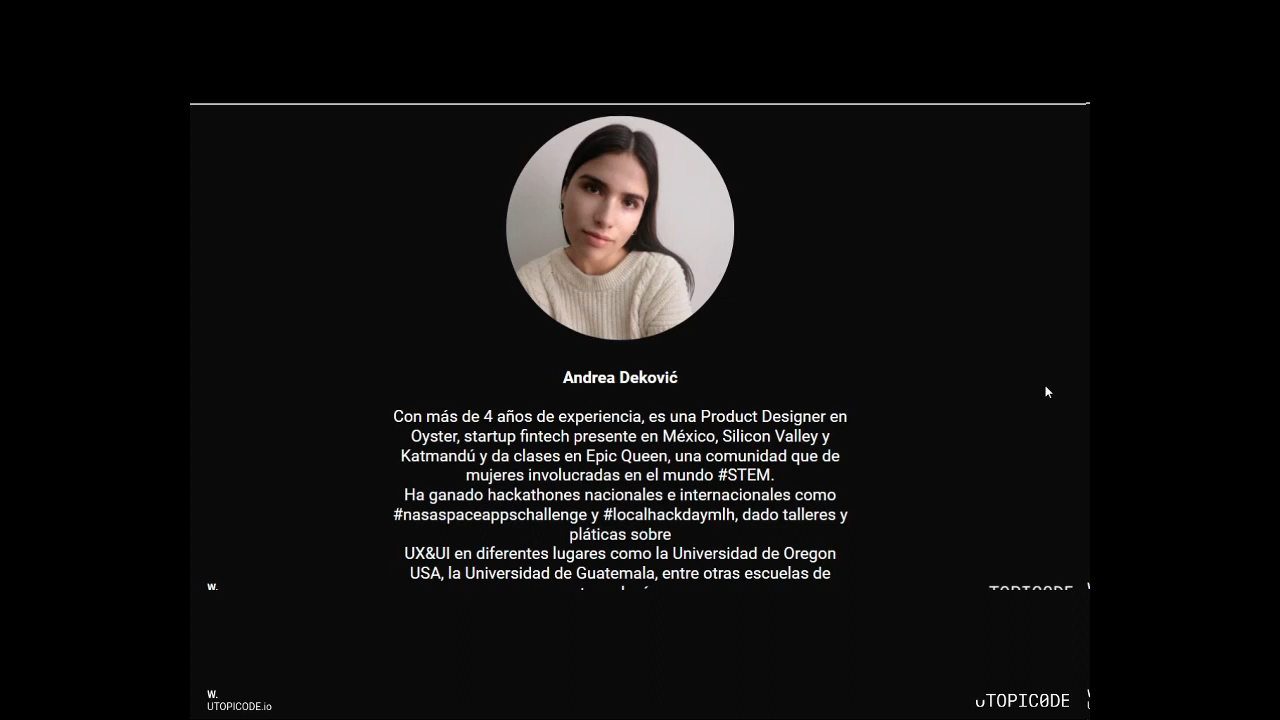 Andrea Deković
Con más de 4 años de experiencia, es una Product Designer en
Oyster, startup fintech presente en México, Silicon Valley y
Katmandú y da clases en Epic Queen, una comunidad que de
mujeres involucradas en el mundo #STEM.
Ha ganado hackathones nacionales e internacionales como
#nasaspaceappschallenge y #localhackdaymlh, dado talleres y
pláticas sobre
UX&UI en diferentes lugares como la Universidad de Oregon
USA, la Universidad de Guatemala, entre otras escuelas de
W.
W.
UTOPICODE.io
UTOPIC0DE